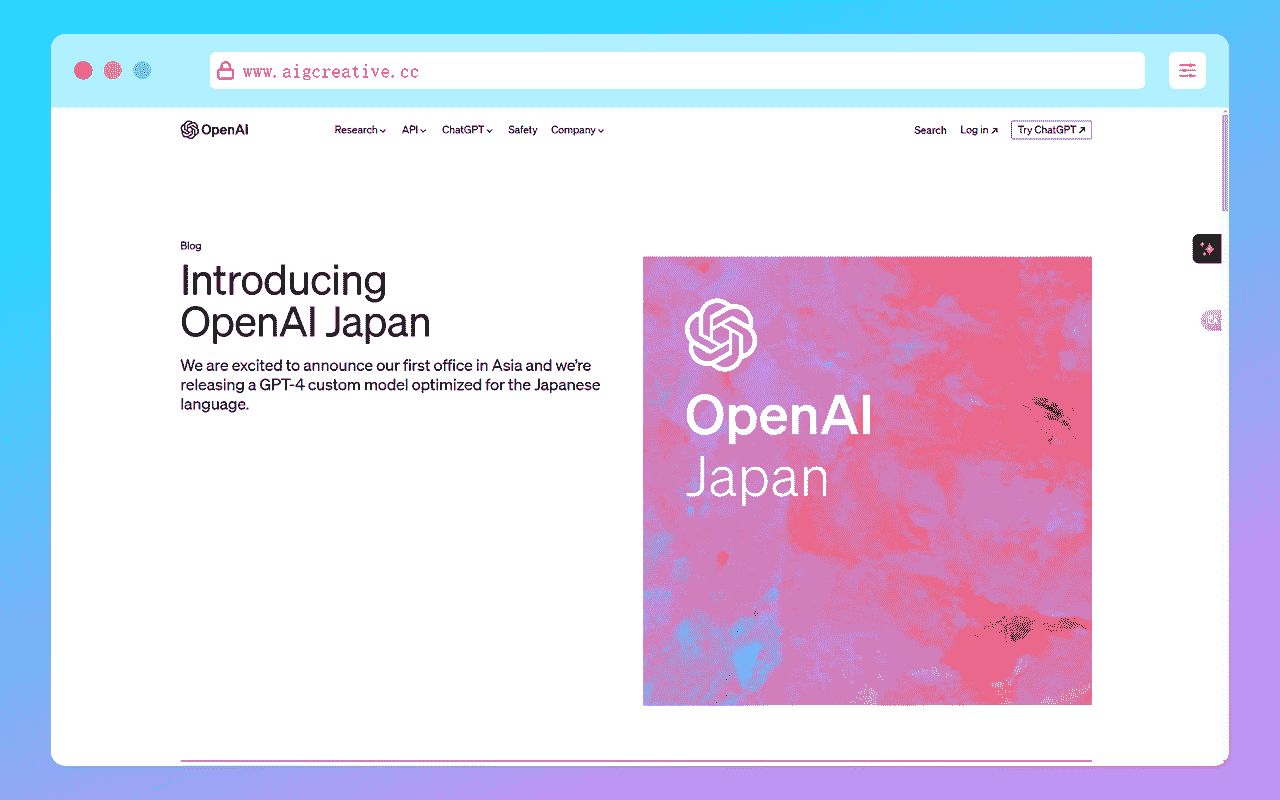 www.aigcreative.cc
OpenAI Research API ChatGPT Safety Company Search Log in ↗ Try ChatGPT ↗
Blog
Introducing
OpenAI Japan
We are excited to announce our first office in Asia and we’re
releasing a GPT-4 custom model optimized for the Japanese
language.
OpenAI
Japan